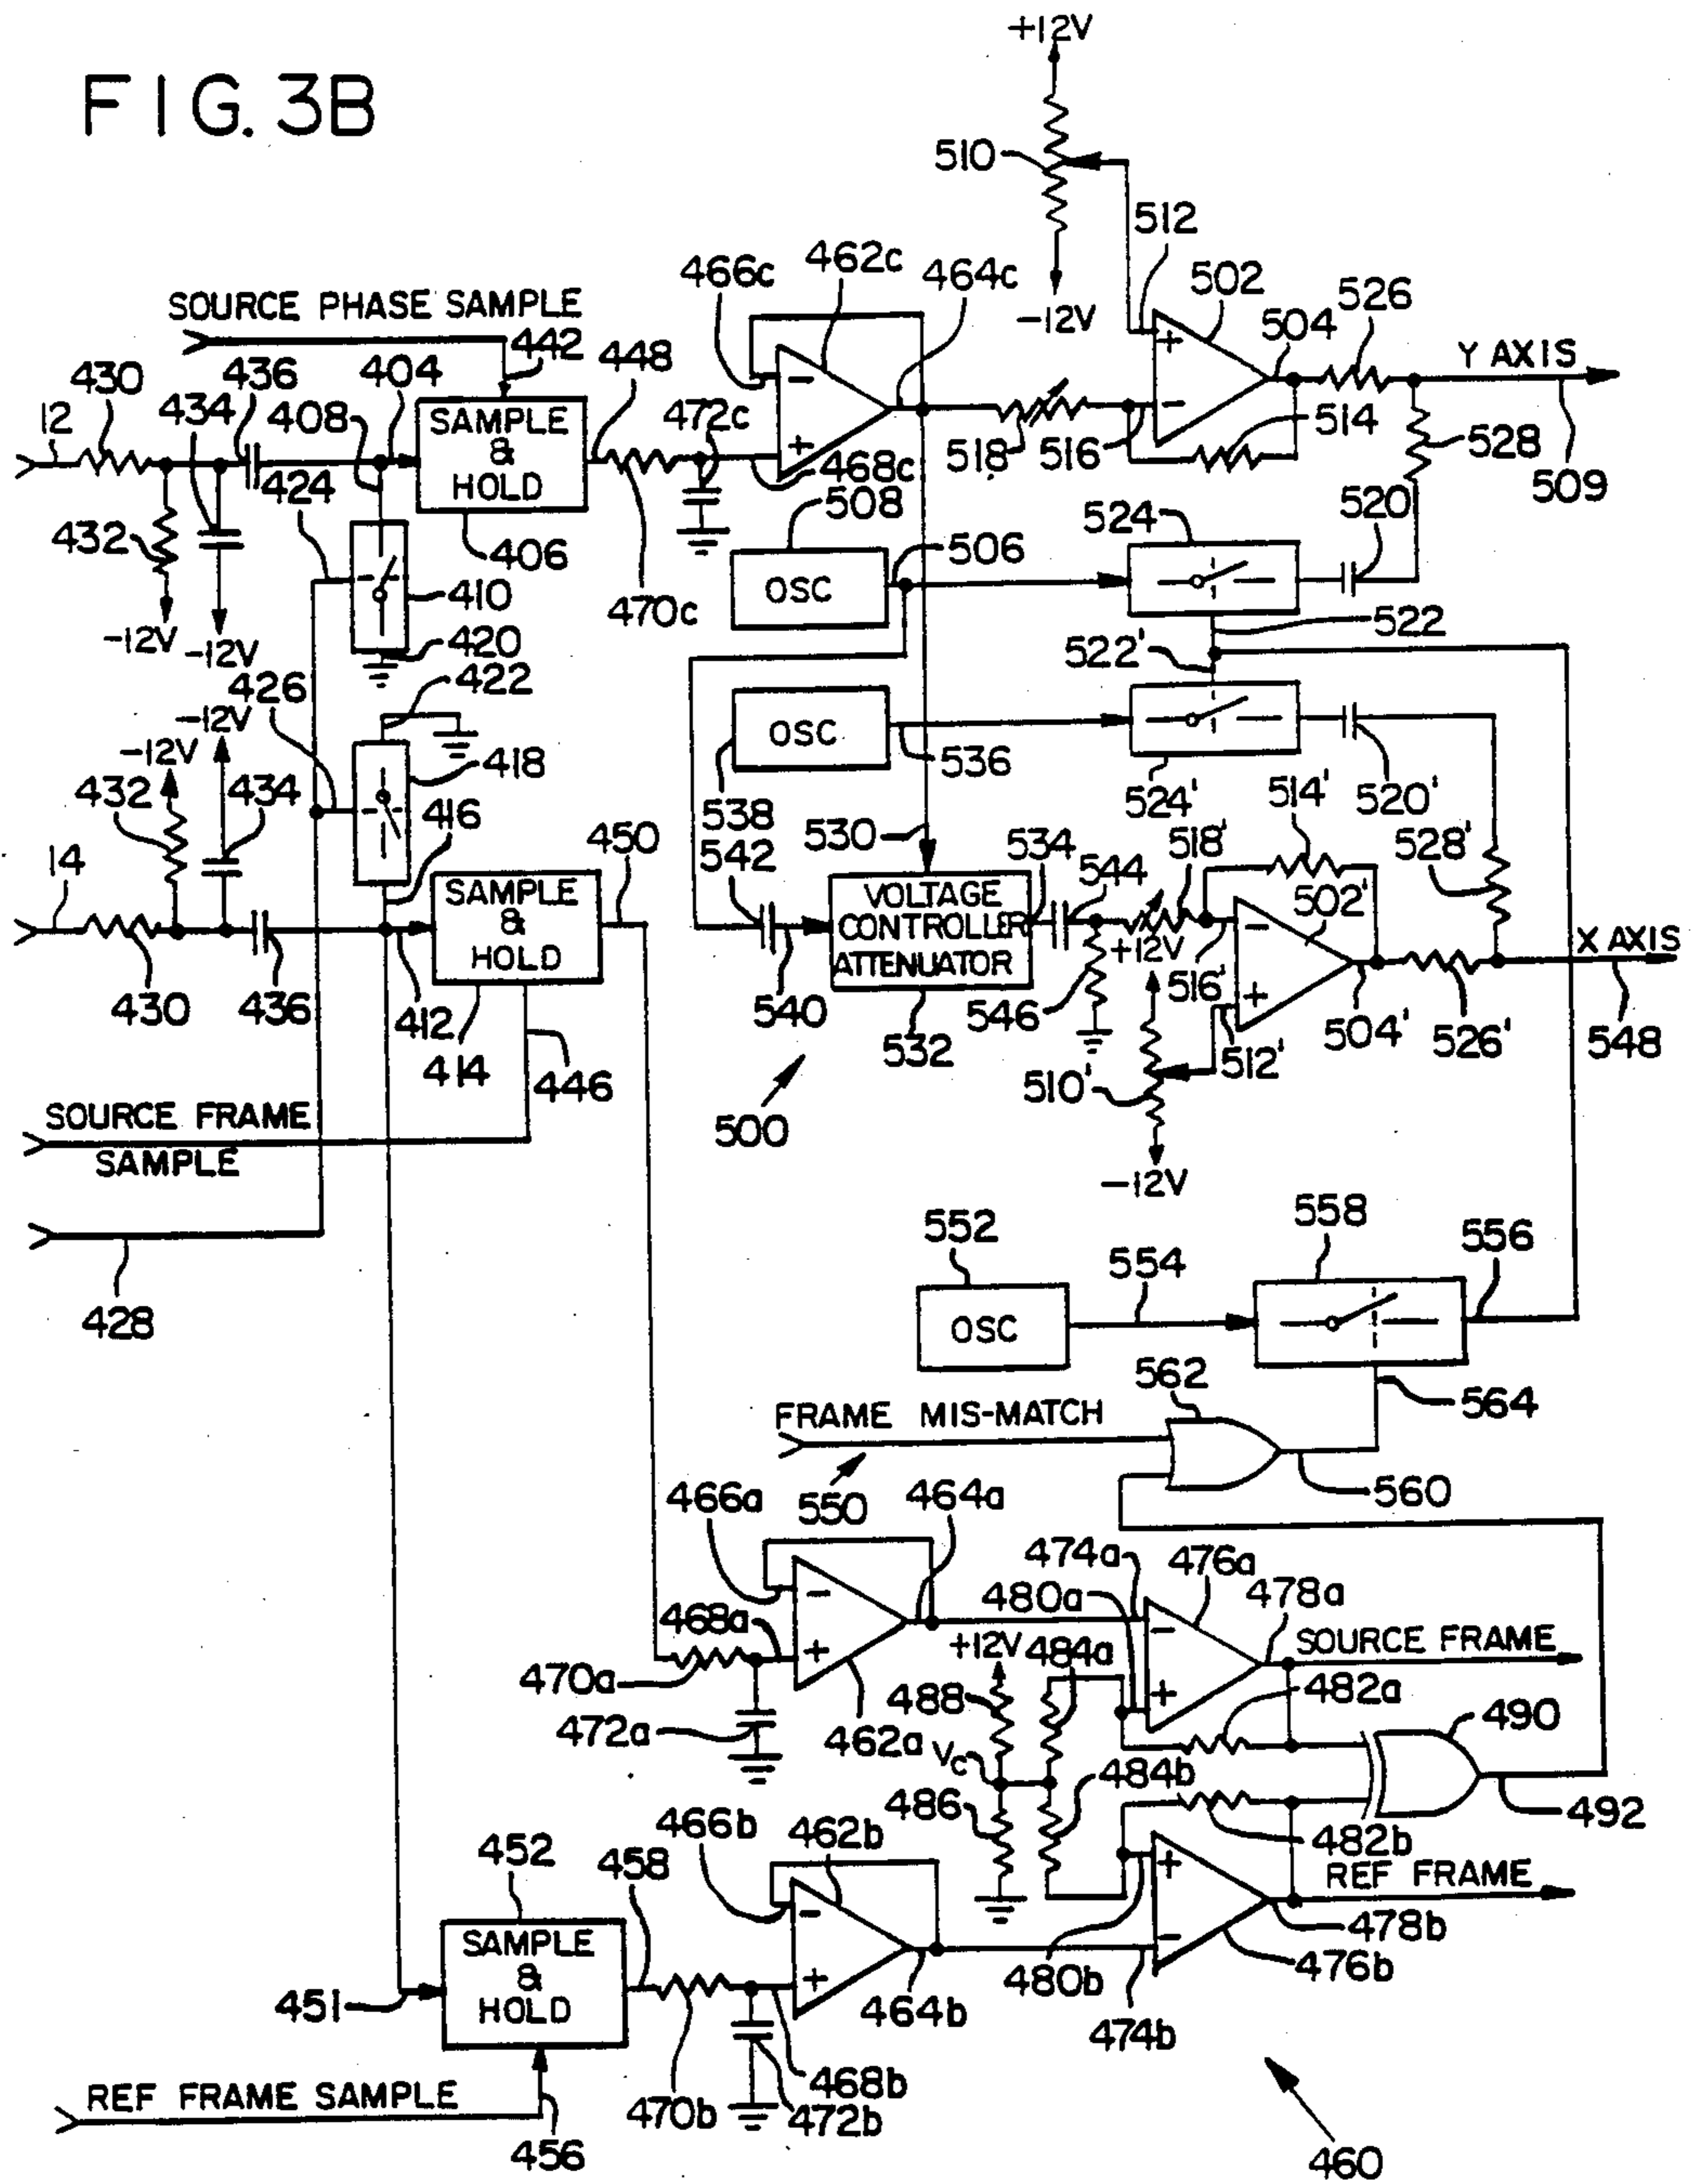 FIG. 3B
+12V
510
512
-12V
466c
462c
464c
502
504
526
SOURCE PHASE SAMPLE
442
448
472c
Y AXIS
430
436
404
12
434
408
SAMPLE
&
HOLD
424
-
+
468c
518
516
+
-
514
528
509
432
406
470c
508
OSC
506
524
520
410
-12V
-12V
420
522
522'
426
422
-12V
-12V
OSC
536
418
538
524'
514'
520'
432
434
416
450
530
534
518'
528'
542
544
14
SAMPLE
&
HOLD
VOLTAGE
CONTROLLER
ATTENUATOR
+12V
-
+
502'
X AXIS
430
436
412
414
446
540
532
546
516'
512'
504'
526'
548
510'
500
SOURCE FRAME
SAMPLE
-12V
428
552
554
558
556
OSC
562
564
FRAME MIS-MATCH
550
560
466a
464a
474a
476a
480a
478a
-
+
468a
+12V
484a
-
+
SOURCE FRAME
470a
488
482a
472a
462a
Vc
490
484b
486
492
466b
462b
482b
452
458
REF FRAME
SAMPLE
&
HOLD
-
+
+
-
478b
451
464b
480b
476b
474b
REF FRAME SAMPLE
468b
470b
472b
456
460